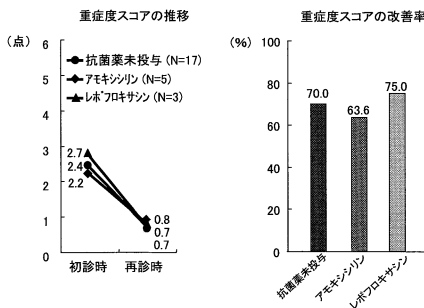 重症度スコアの推移
(点)
抗菌薬未投与 (N=17)
アモキシシリン (N=5)
レボフロキサシン (N=3)
6
5
4
3
2
1
0
2.7
2.4
2.2
0.8
0.7
0.7
初診時
再診時
重症度スコアの改善率
(%)
100
80
60
40
20
0
70.0
63.6
75.0
抗菌薬未投与
アモキシシリン
レボフロキサシン